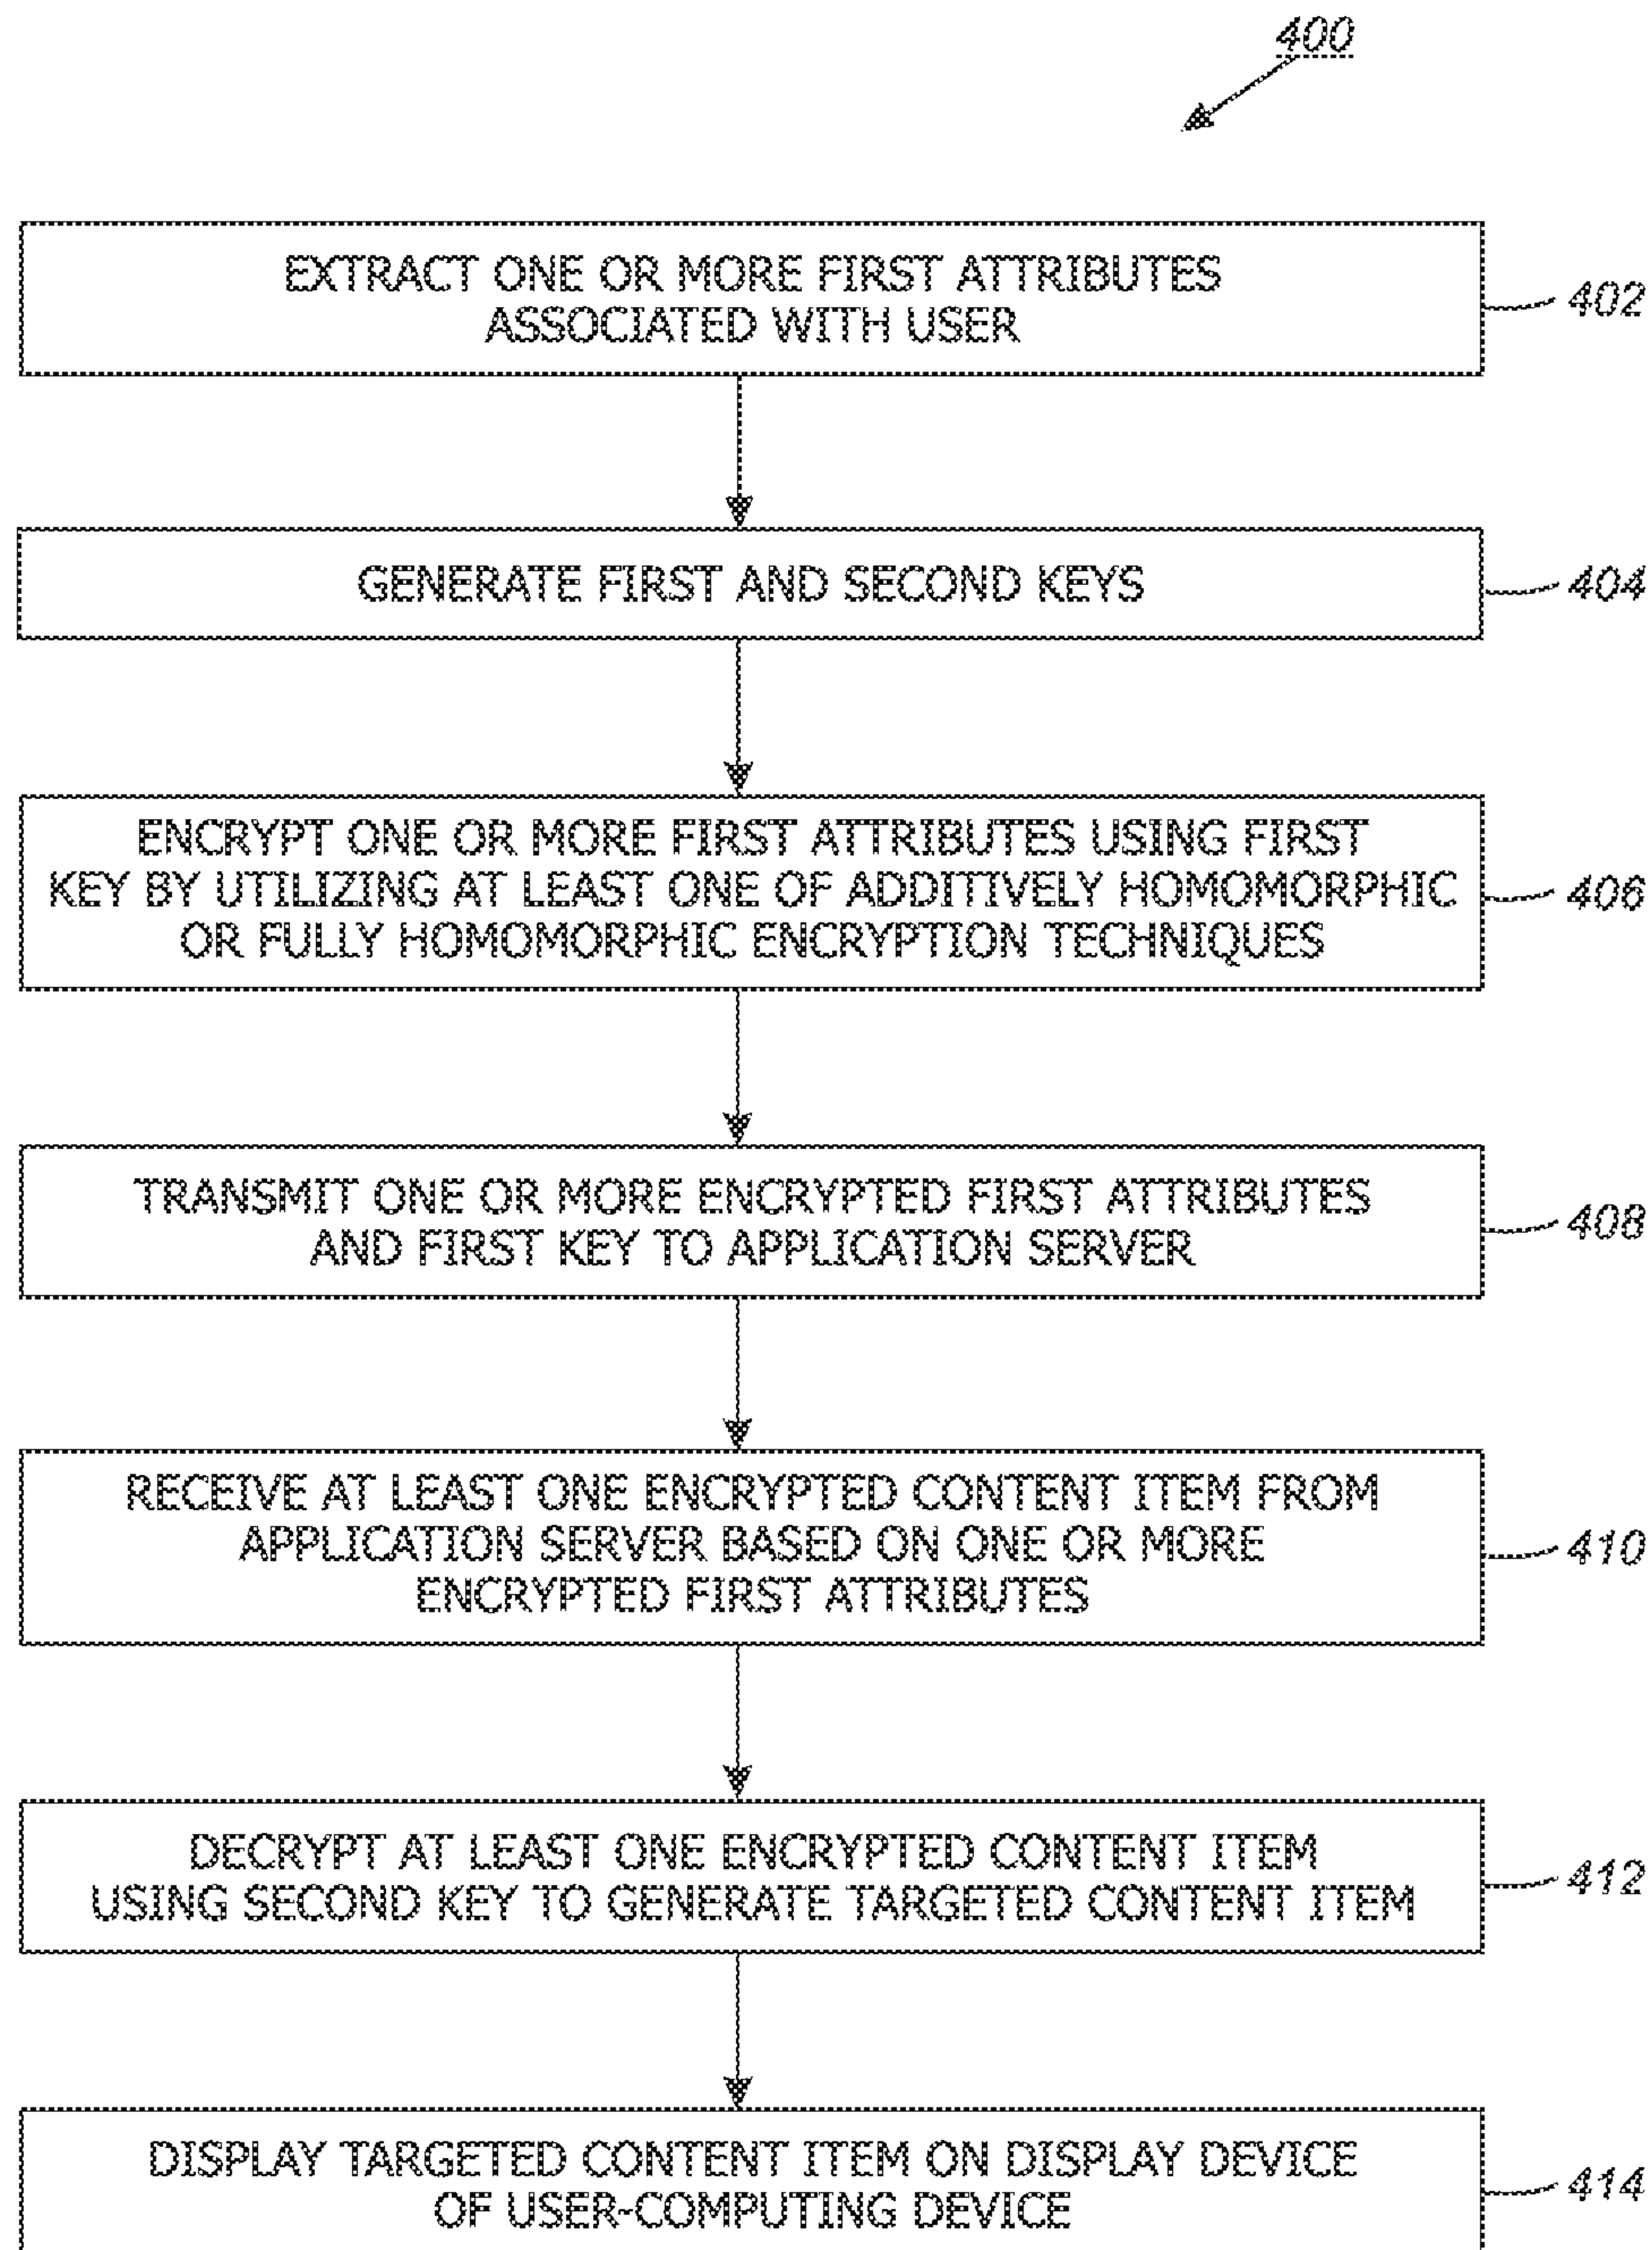 400
EXTRACT ONE OR MORE FIRST ATTRIBUTES
ASSOCIATED WITH USER
402
GENERATE FIRST AND SECOND KEYS
404
ENCRYPT ONE OR MORE FIRST ATTRIBUTES USING FIRST
KEY BY UTILIZING AT LEAST ONE OF ADDITIVELY HOMOMORPHIC
OR FULLY HOMOMORPHIC ENCRYPTION TECHNIQUES
406
TRANSMIT ONE OR MORE ENCRYPTED FIRST ATTRIBUTES
AND FIRST KEY TO APPLICATION SERVER
408
RECEIVE AT LEAST ONE ENCRYPTED CONTENT ITEM FROM
APPLICATION SERVER BASED ON ONE OR MORE
ENCRYPTED FIRST ATTRIBUTES
410
DECRYPT AT LEAST ONE ENCRYPTED CONTENT ITEM
USING SECOND KEY TO GENERATE TARGETED CONTENT ITEM
412
DISPLAY TARGETED CONTENT ITEM ON DISPLAY DEVICE
OF USER-COMPUTING DEVICE
414